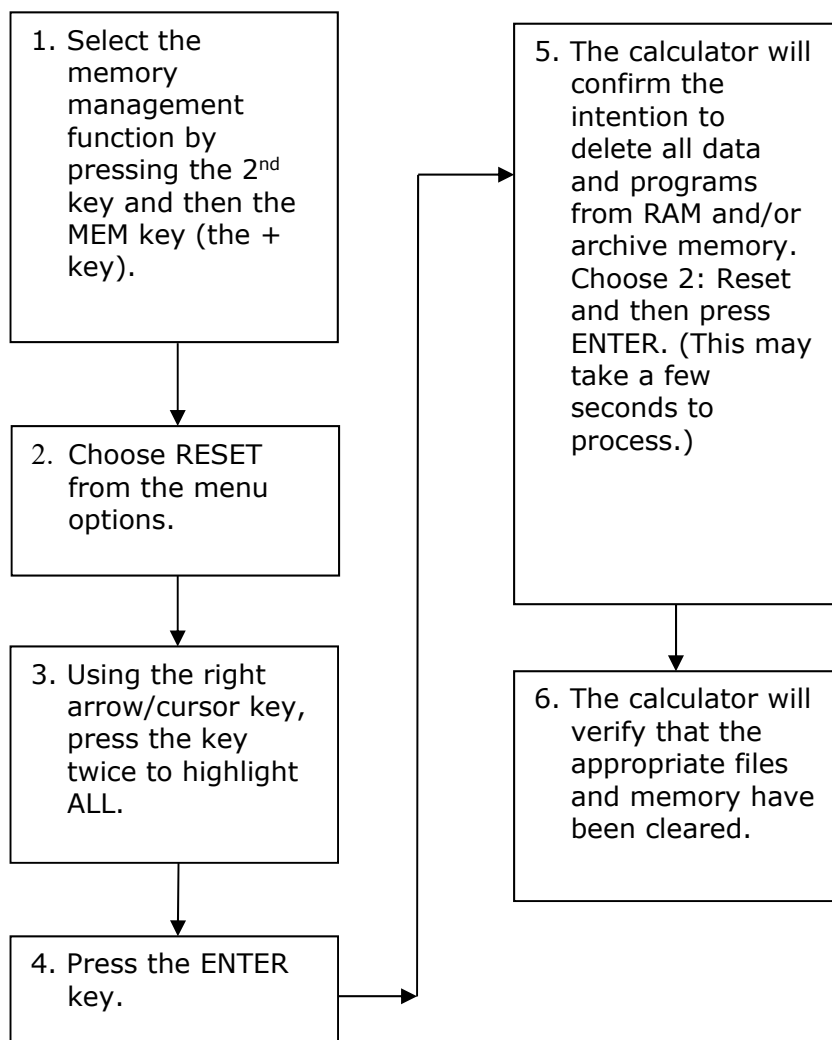 1. Select the
memory
management
function by
pressing the 2nd
key and then the
MEM key (the +
key).
2. Choose RESET
from the menu
options.
3. Using the right
arrow/cursor key,
press the key
twice to highlight
ALL.
4. Press the ENTER
key.
5. The calculator will
confirm the
intention to
delete all data
and programs
from RAM and/or
archive memory.
Choose 2: Reset
and then press
ENTER. (This may
take a few
seconds to
process.)
6. The calculator will
verify that the
appropriate files
and memory have
been cleared.